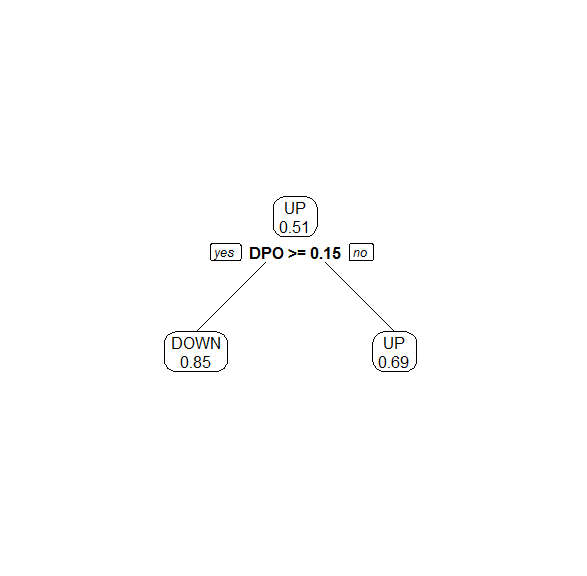 UP
0.51
yes DPO >= 0.15 no
DOWN
0.85
UP
0.69